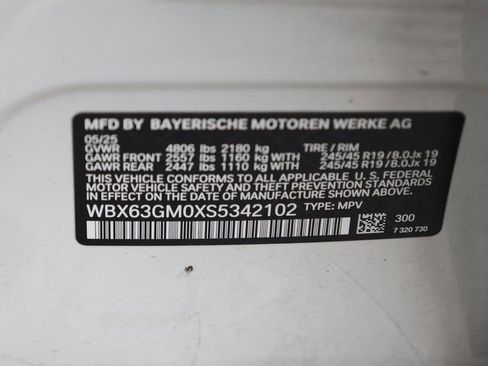 MFD BY BAYERISCHE MOTOREN WERKE AG
05/25
GVWR 4806 lbs 2180 kg TIRE / RIM
GAWR FRONT 2557 lbs 1160 kg WITH 245/45 R19 / 8.0Jx 19
GAWR REAR 2447 lbs 1110 kg WITH 245/45 R19 / 8.0Jx 19
THIS VEHICLE CONFORMS TO ALL APPLICABLE U.S. FEDERAL
MOTOR VEHICLE SAFETY AND THEFT PREVENTION STANDARDS
IN EFFECT ON THE DATE OF MANUFACTURE SHOWN ABOVE.
WBX63GM0XS5342102 TYPE: MPV
300
7 320 730